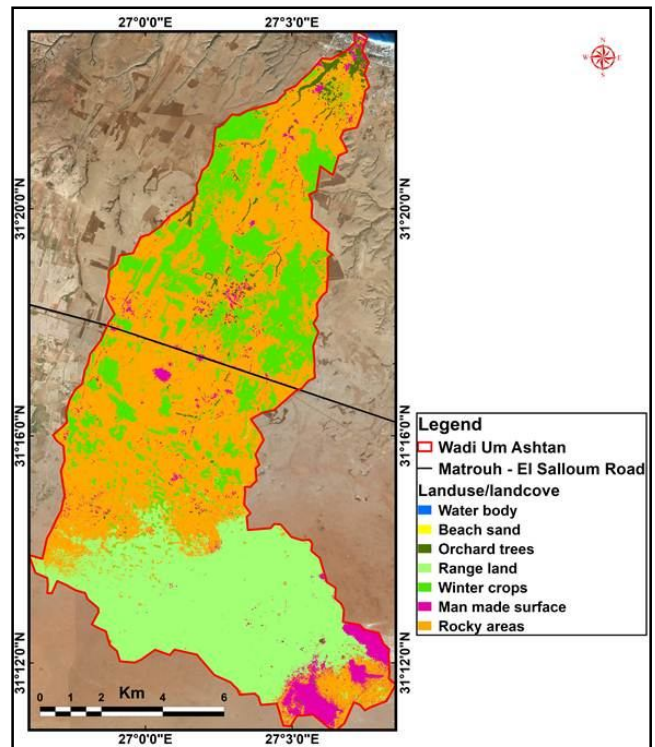 27°0'0"E
27°3'0"E
N
W
E
S
31°20'0"N
31°20'0"N
31°16'0"N
31°16'0"N
31°12'0"N
31°12'0"N
Legend
Wadi Um Ashtan
Matrouh - El Salloum Road
Landuse/landcove
Water body
Beach sand
Orchard trees
Range land
Winter crops
Man made surface
Rocky areas
Km
0 1 2 4 6
27°0'0"E
27°3'0"E